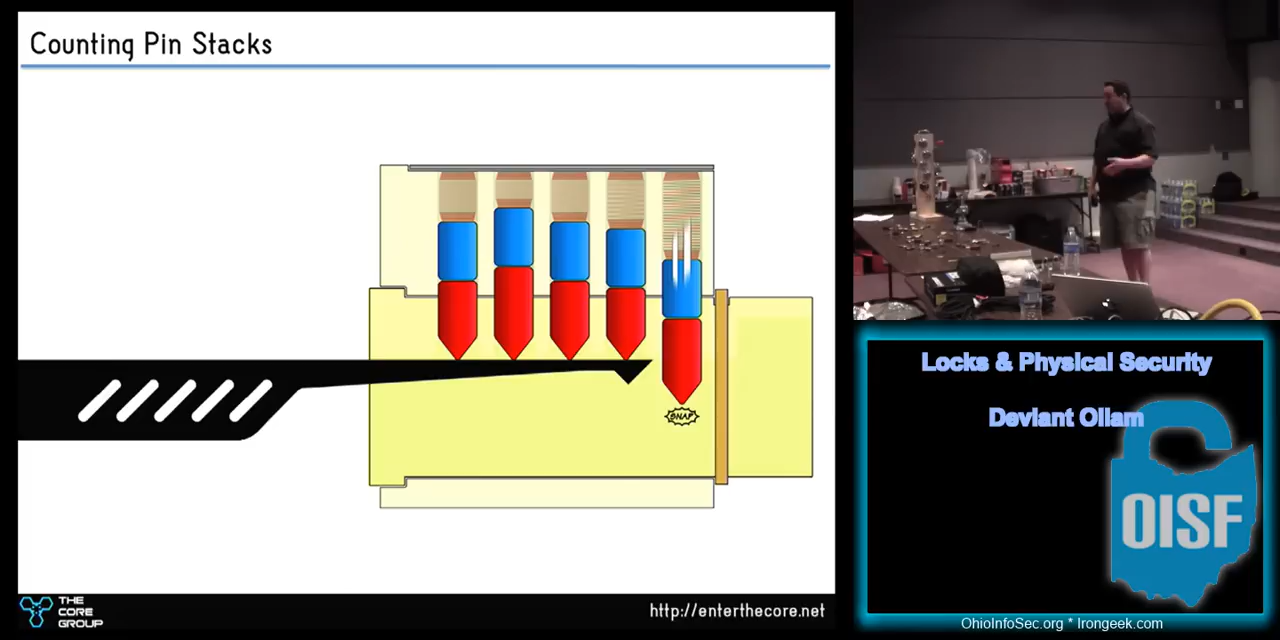 Counting Pin Stacks
SNAP
THE
CORE
GROUP
http://enterthecore.net
Locks & Physical Security
Deviant Ollam
OISF
OhioInfoSec.org * Irongeek.com